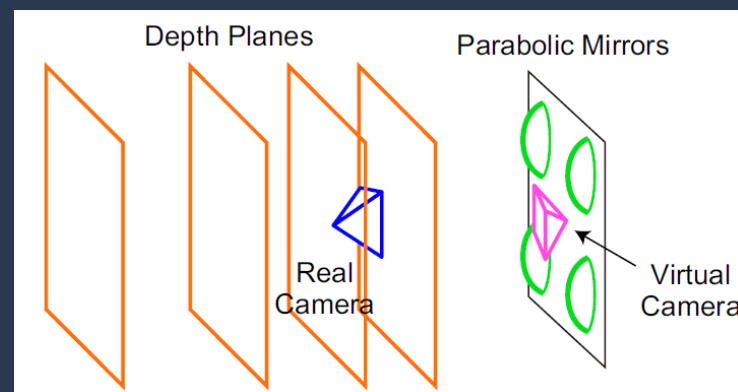 Depth Planes
Parabolic Mirrors
Real
Camera
Virtual
Camera